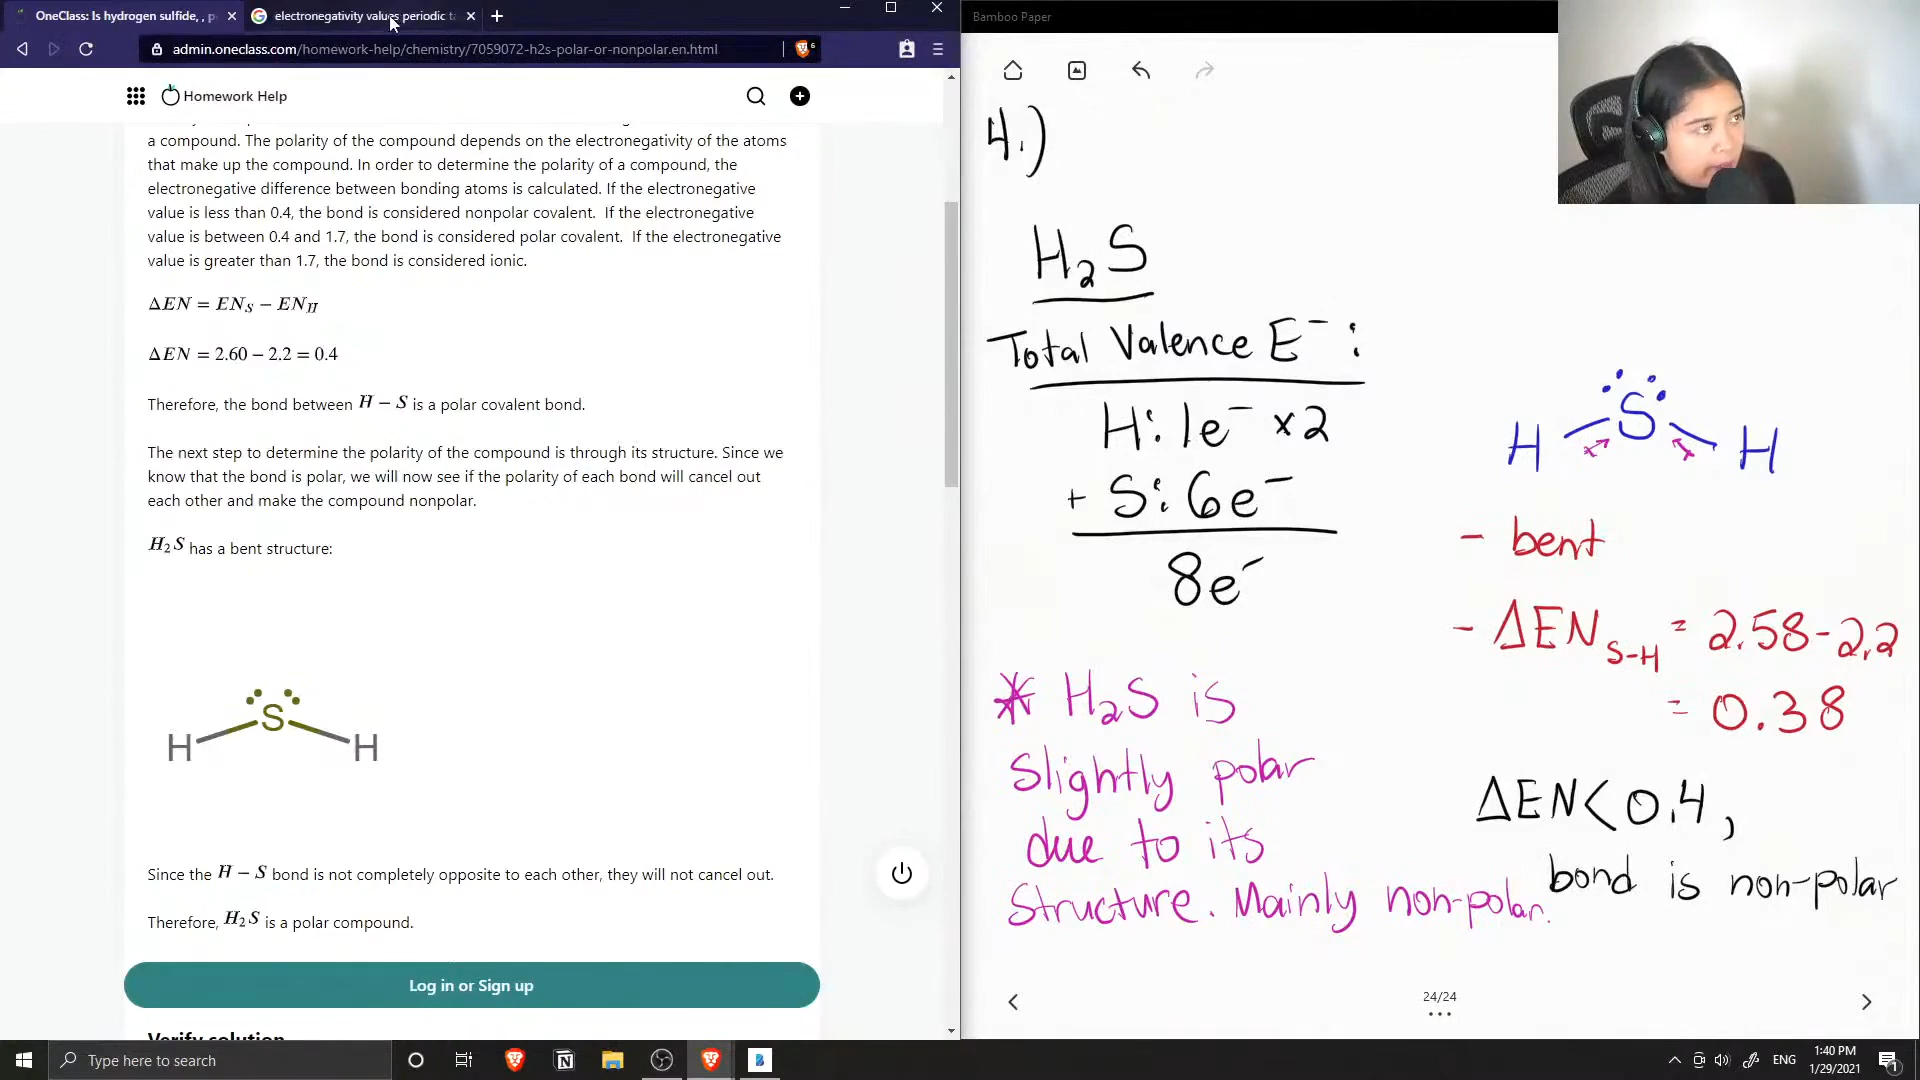 OneClass: Is hydrogen sulfide, , p
electronegativity values periodic ta
admin.oneclass.com/homework-help/chemistry/7059072-h2s-polar-or-nonpolar.en.html
6
Homework Help
a compound. The polarity of the compound depends on the electronegativity of the atoms
that make up the compound. In order to determine the polarity of a compound, the
electronegative difference between bonding atoms is calculated. If the electronegative
value is less than 0.4, the bond is considered nonpolar covalent. If the electronegative
value is between 0.4 and 1.7, the bond is considered polar covalent. If the electronegative
value is greater than 1.7, the bond is considered ionic.
ΔEN = EN_S − EN_H
ΔEN = 2.60 − 2.2 = 0.4
Therefore, the bond between H − S is a polar covalent bond.
The next step to determine the polarity of the compound is through its structure. Since we
know that the bond is polar, we will now see if the polarity of each bond will cancel out
each other and make the compound nonpolar.
H₂S has a bent structure:
H S H
Since the H − S bond is not completely opposite to each other, they will not cancel out.
Therefore, H₂S is a polar compound.
Log in or Sign up
Verify solution
Bamboo Paper
4.)
H₂S
Total Valence E⁻:
H: 1e⁻ ×2
+ S: 6e⁻
8e⁻
* H₂S is
slightly polar
due to its
structure. Mainly non-polar.
H S H
- bent
- ΔEN S-H = 2.58-2.2
= 0.38
ΔEN<0.4,
bond is non-polar
24/24
Type here to search
ENG
1:40 PM
1/29/2021
1